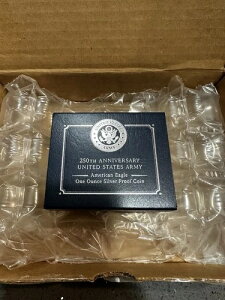 250TH ANNIVERSARY
UNITED STATES ARMY
American Eagle
One Ounce Silver Proof Coin